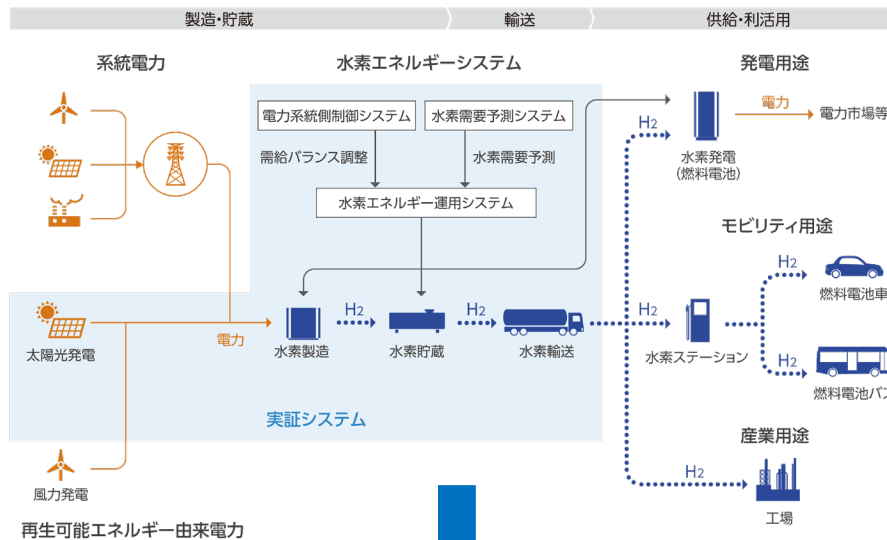 製造・貯蔵
輸送
供給・利活用
系統電力
水素エネルギーシステム
発電用途
電力系統側制御システム
水素需要予測システム
需給バランス調整
水素需要予測
水素エネルギー運用システム
H2
水素発電
(燃料電池)
電力
電力市場等
モビリティ用途
太陽光発電
電力
水素製造
H2
水素貯蔵
H2
水素輸送
H2
水素ステーション
H2
燃料電池車
H2
燃料電池バス
実証システム
風力発電
再生可能エネルギー由来電力
産業用途
H2
工場